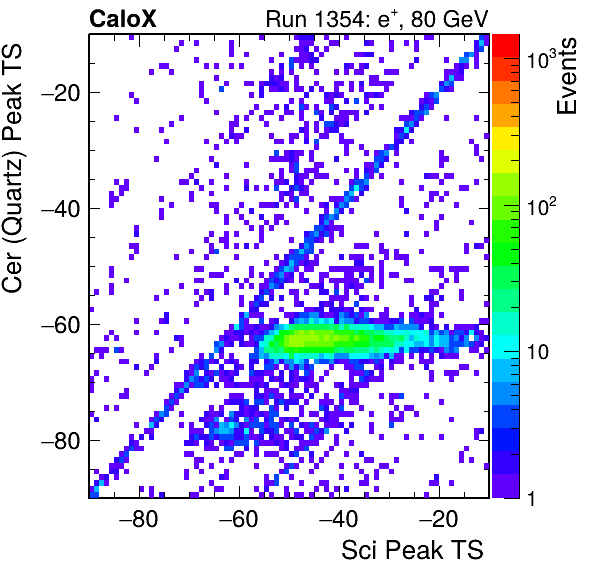 CaloX Run 1354: e⁺, 80 GeV
Cer (Quartz) Peak TS
−20
−40
−60
−80
−80 −60 −40 −20
Sci Peak TS
Events
10³
10²
10
1